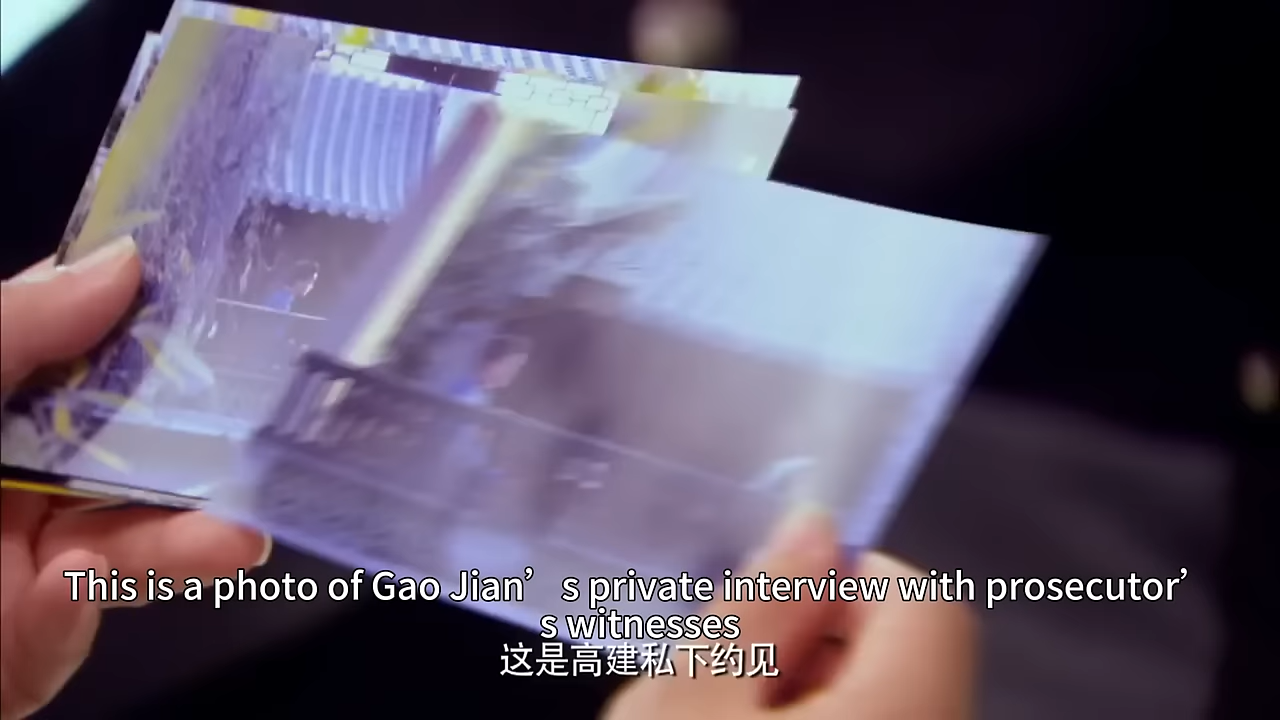 This is a photo of Gao Jian’s private interview with prosecutor’
s witnesses
这是高建私下约见